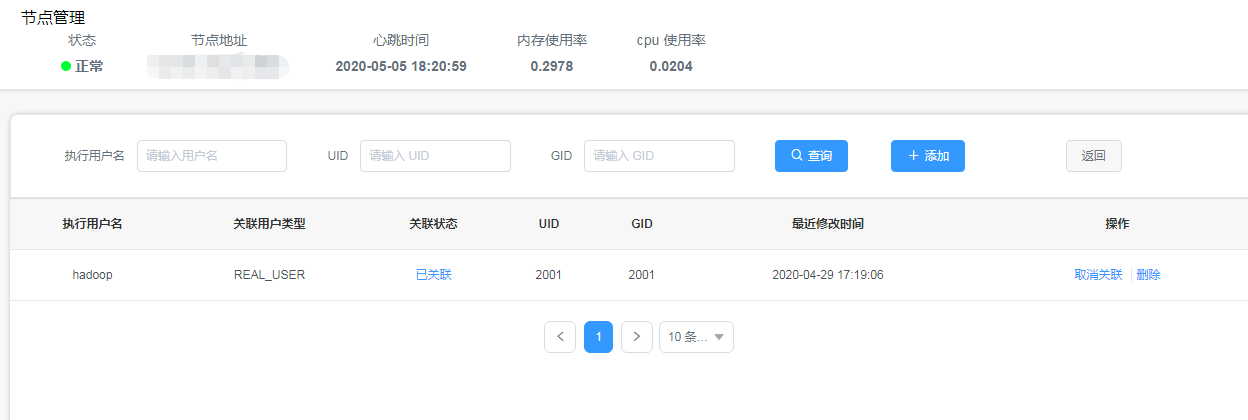 节点管理
状态 节点地址 心跳时间 内存使用率 cpu 使用率
正常 2020-05-05 18:20:59 0.2978 0.0204
执行用户名 请输入用户名 UID 请输入 UID GID 请输入 GID 查询 添加 返回
执行用户名 关联用户类型 关联状态 UID GID 最近修改时间 操作
hadoop REAL_USER 已关联 2001 2001 2020-04-29 17:19:06 取消关联 删除
1 10 条...